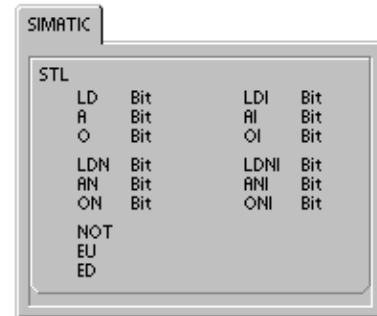 SIMATIC
STL
LD Bit LDI Bit
A Bit AI Bit
O Bit OI Bit
LDN Bit LDNI Bit
AN Bit ANI Bit
ON Bit ONI Bit
NOT
EU
ED